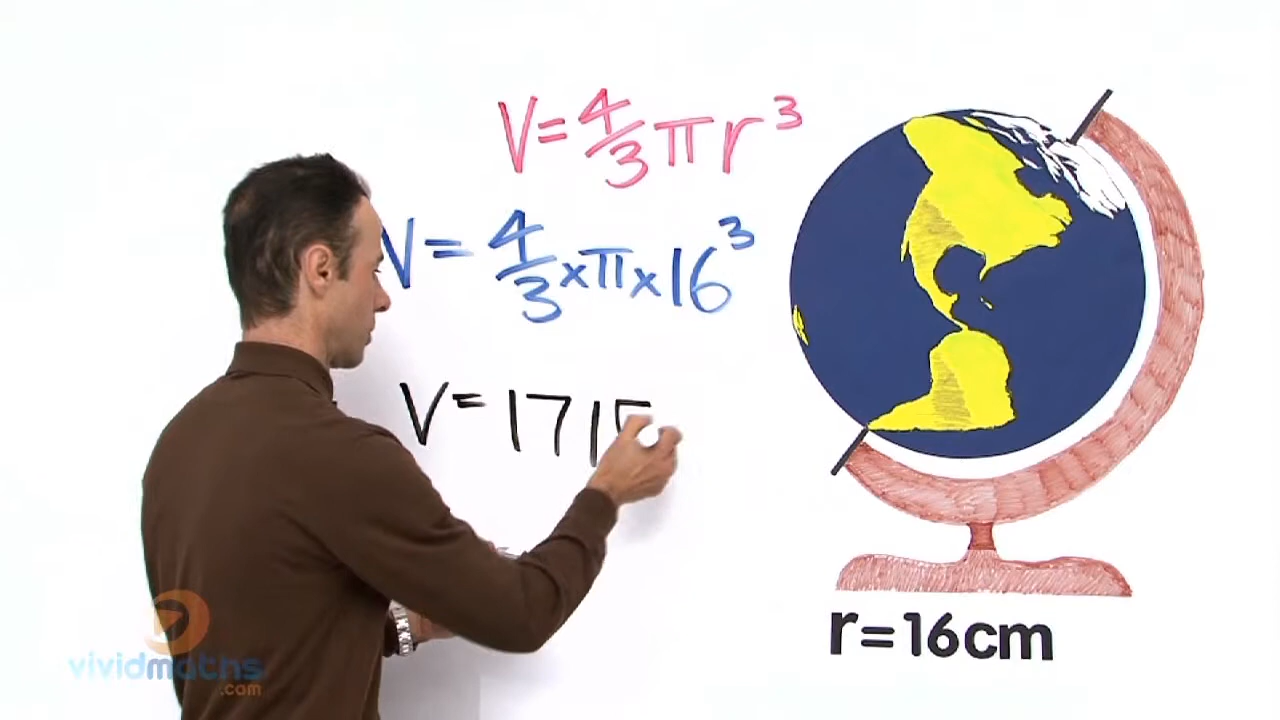 V=4/3πr³
V=4/3×π×16³
V=1715
r=16cm
vividmaths
.com